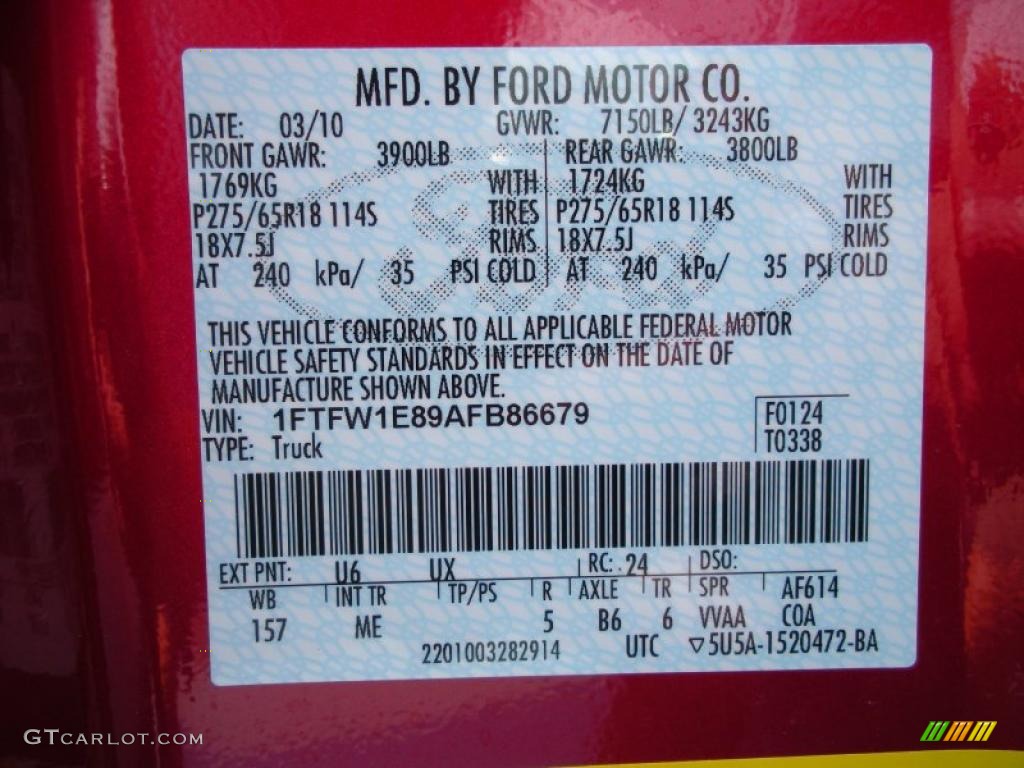 MFD. BY FORD MOTOR CO.
DATE: 03/10 GVWR: 7150LB/ 3243KG
FRONT GAWR: 3900LB REAR GAWR: 3800LB
1769KG WITH 1724KG WITH
P275/65R18 114S TIRES P275/65R18 114S TIRES
18X7.5J RIMS 18X7.5J RIMS
AT 240 kPa/ 35 PSI COLD AT 240 kPa/ 35 PSI COLD
THIS VEHICLE CONFORMS TO ALL APPLICABLE FEDERAL MOTOR
VEHICLE SAFETY STANDARDS IN EFFECT ON THE DATE OF
MANUFACTURE SHOWN ABOVE.
VIN: 1FTFW1E89AFB86679 F0124
TYPE: Truck T0338
EXT PNT: U6 UX RC: 24 DSO:
WB INT TR TP/PS R AXLE TR SPR AF614
157 ME 5 B6 6 VVAA COA
2201003282914 UTC ▽5U5A-1520472-BA
Ford
GTCARLOT.COM